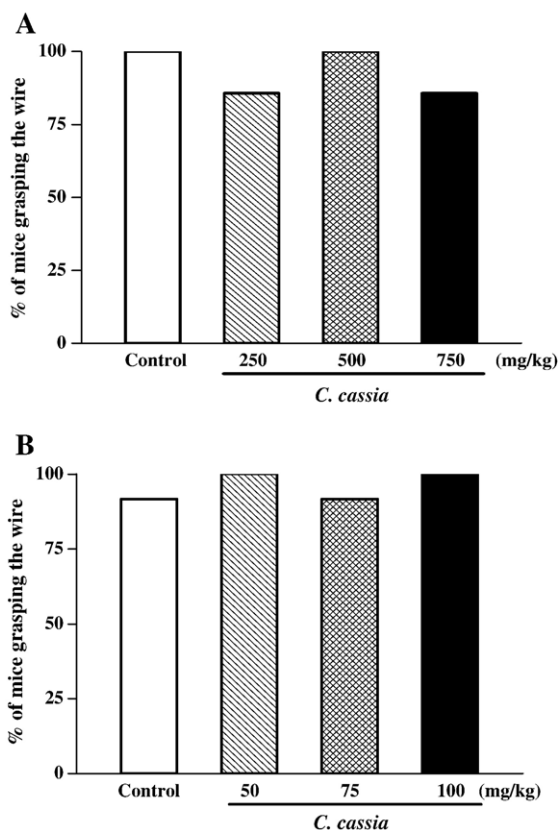 A
% of mice grasping the wire
100
75
50
25
0
Control 250 500 750 (mg/kg)
C. cassia
B
% of mice grasping the wire
100
75
50
25
0
Control 50 75 100 (mg/kg)
C. cassia